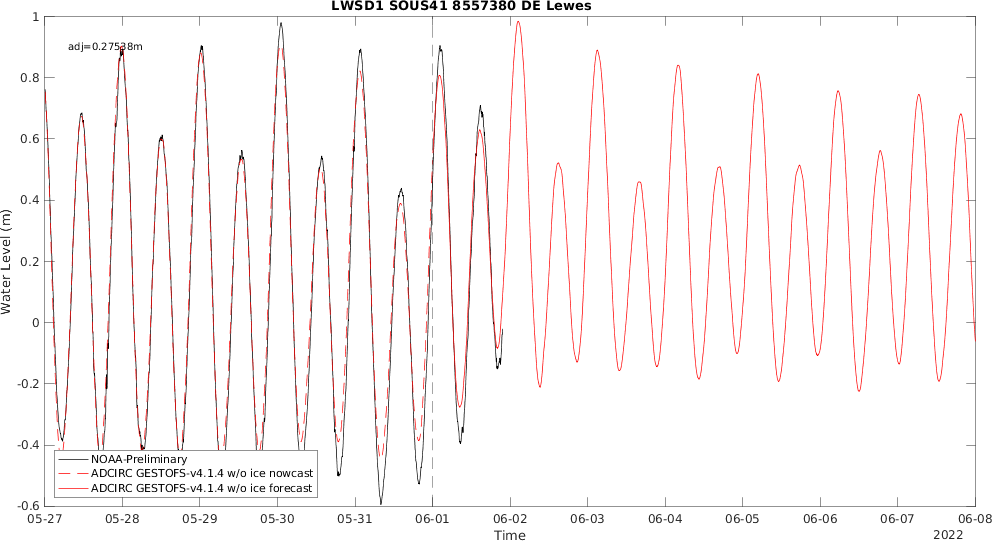 LWSD1 SOUS41 8557380 DE Lewes
adj=0.27538m
Water Level (m)
1
0.8
0.6
0.4
0.2
0
-0.2
-0.4
-0.6
NOAA-Preliminary
ADCIRC GESTOFS-v4.1.4 w/o ice nowcast
ADCIRC GESTOFS-v4.1.4 w/o ice forecast
05-27 05-28 05-29 05-30 05-31 06-01 06-02 06-03 06-04 06-05 06-06 06-07 06-08
Time
2022